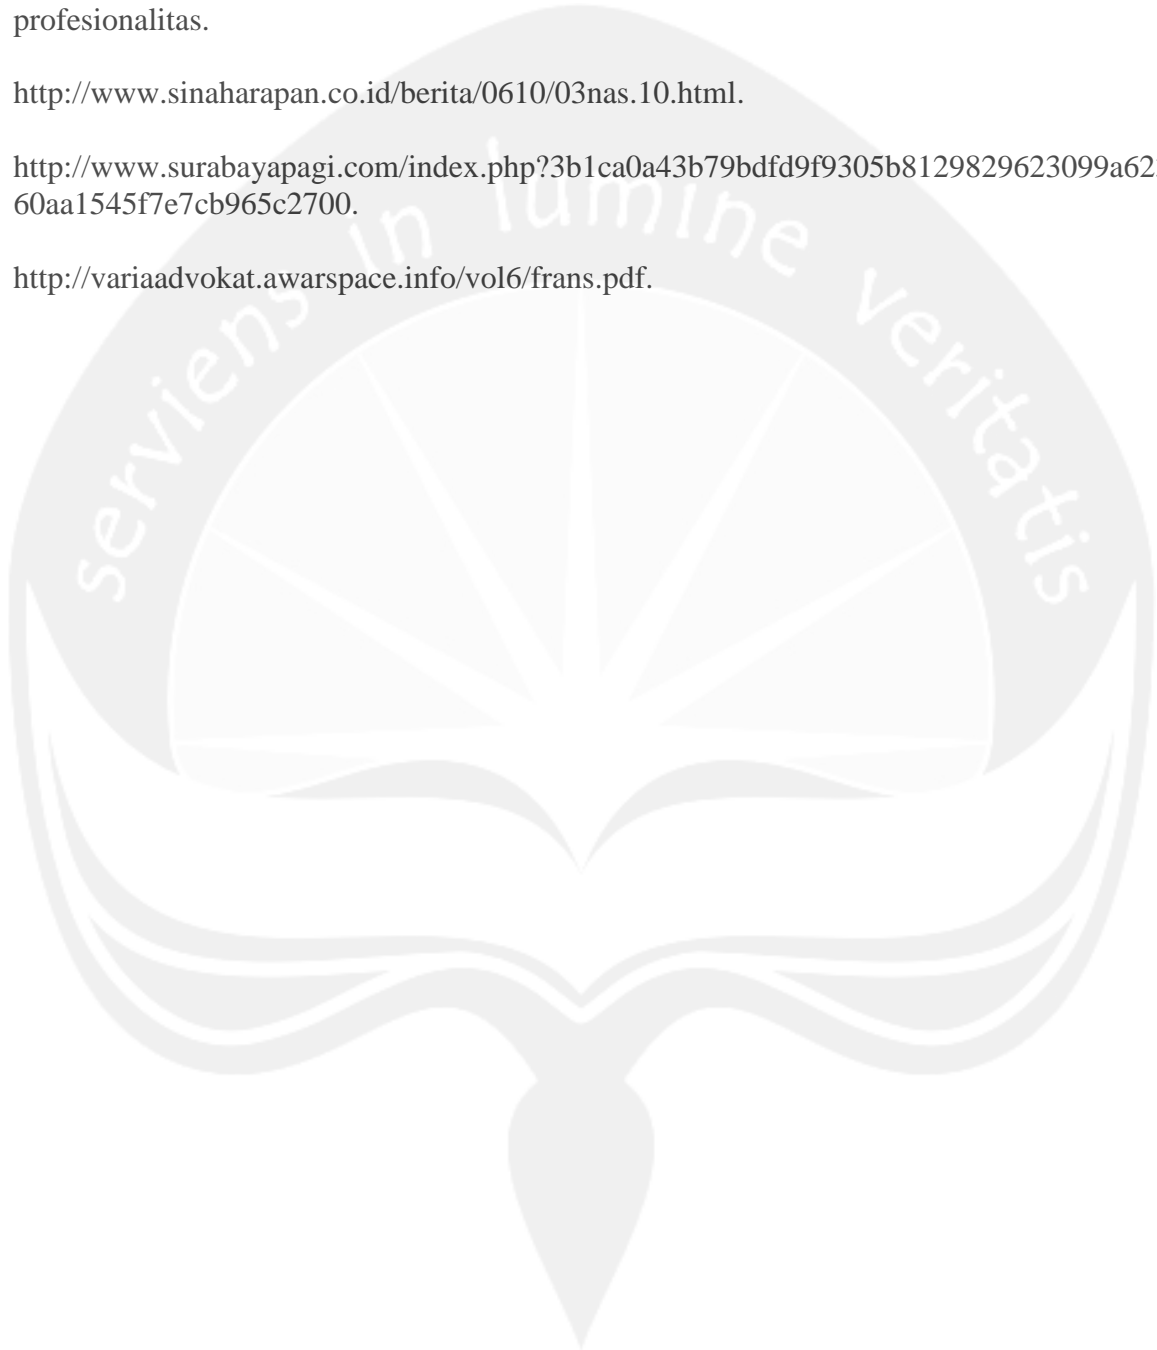 profesionalitas.
http://www.sinaharapan.co.id/berita/0610/03nas.10.html.
http://www.surabayapagi.com/index.php?3b1ca0a43b79bdfd9f9305b8129829623099a62
60aa1545f7e7cb965c2700.
http://variaadvokat.awarspace.info/vol6/frans.pdf.
serviens in lumine veritatis